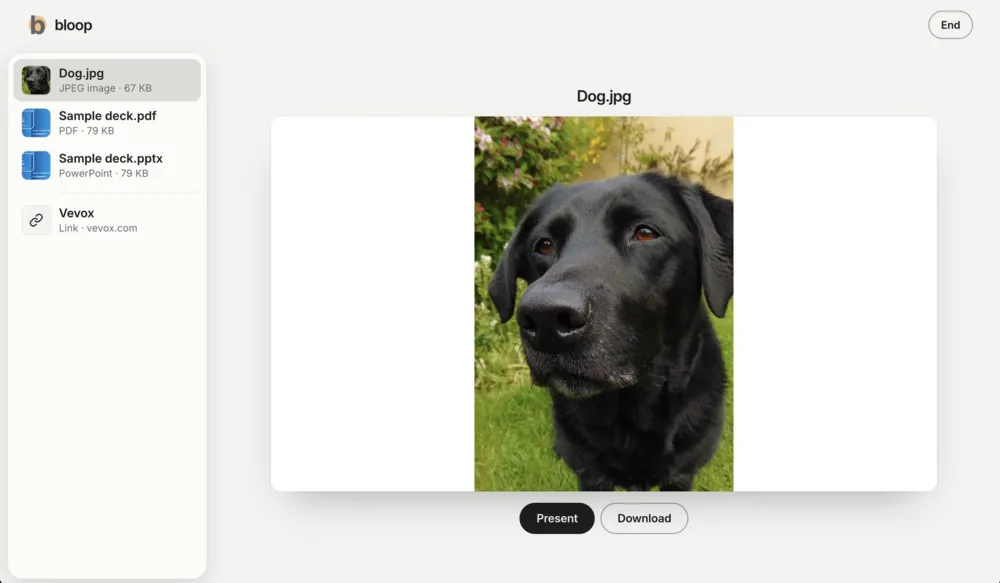 bloop
End
Dog.jpg
JPEG image · 67 KB
Sample deck.pdf
PDF · 79 KB
Sample deck.pptx
PowerPoint · 79 KB
Vevox
Link · vevox.com
Dog.jpg
Present
Download